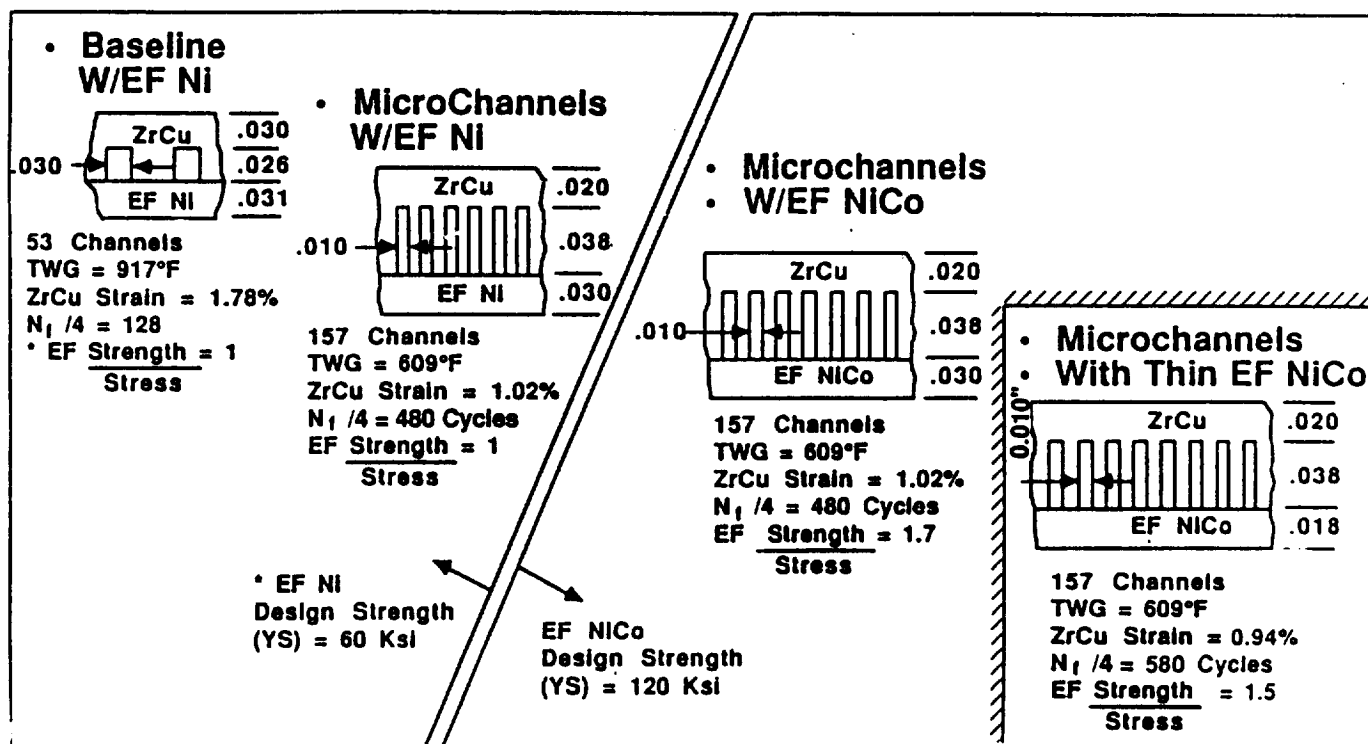 • Baseline
W/EF Ni
ZrCu
.030
.030
.026
EF Ni
.031
53 Channels
TWG = 917°F
ZrCu Strain = 1.78%
Nf /4 = 128
* EF Strength = 1
Stress
• MicroChannels
W/EF Ni
ZrCu
.020
.010
.038
EF Ni
.030
157 Channels
TWG = 609°F
ZrCu Strain = 1.02%
Nf /4 = 480 Cycles
EF Strength = 1
Stress
* EF Ni
Design Strength
(YS) = 60 Ksi
EF NiCo
Design Strength
(YS) = 120 Ksi
• Microchannels
• W/EF NiCo
ZrCu
.020
.010
.038
EF NiCo
.030
157 Channels
TWG = 609°F
ZrCu Strain = 1.02%
Nf /4 = 480 Cycles
EF Strength = 1.7
Stress
• Microchannels
• With Thin EF NiCo
0.010"
ZrCu
.020
.038
EF NiCo
.018
157 Channels
TWG = 609°F
ZrCu Strain = 0.94%
Nf /4 = 580 Cycles
EF Strength = 1.5
Stress